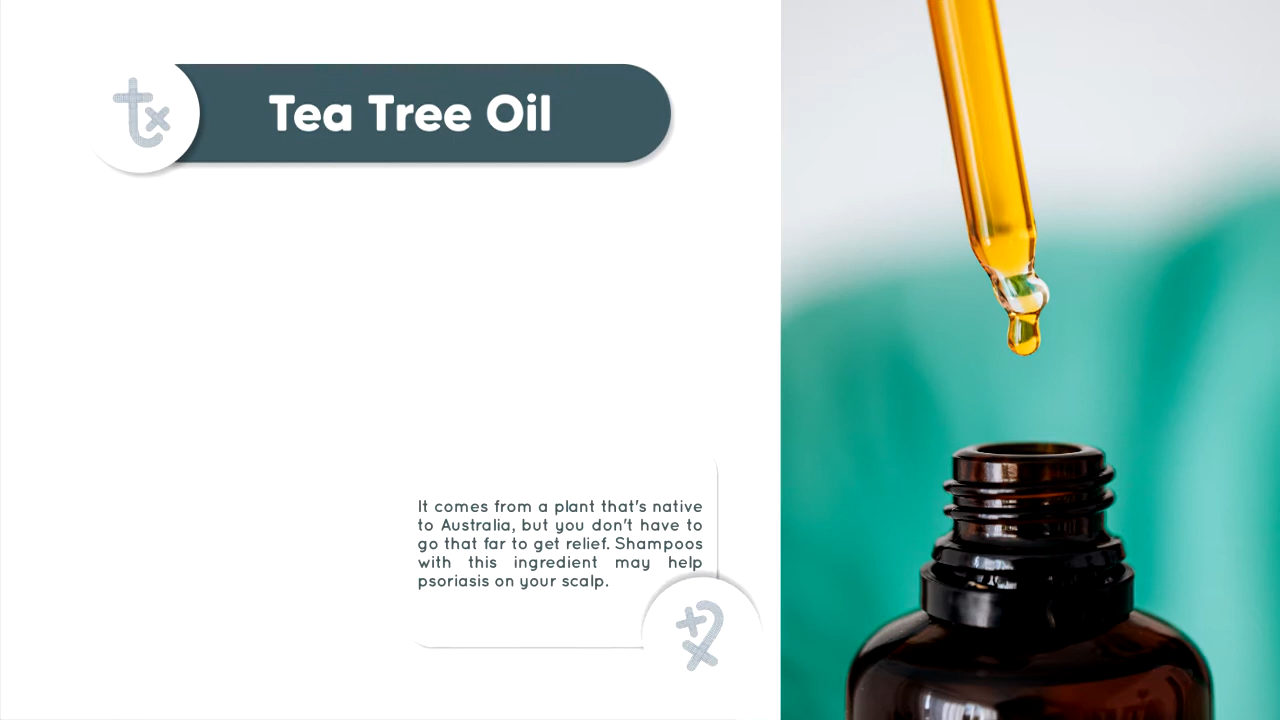 tx
Tea Tree Oil
It comes from a plant that's native
to Australia, but you don't have to
go that far to get relief. Shampoos
with this ingredient may help
psoriasis on your scalp.